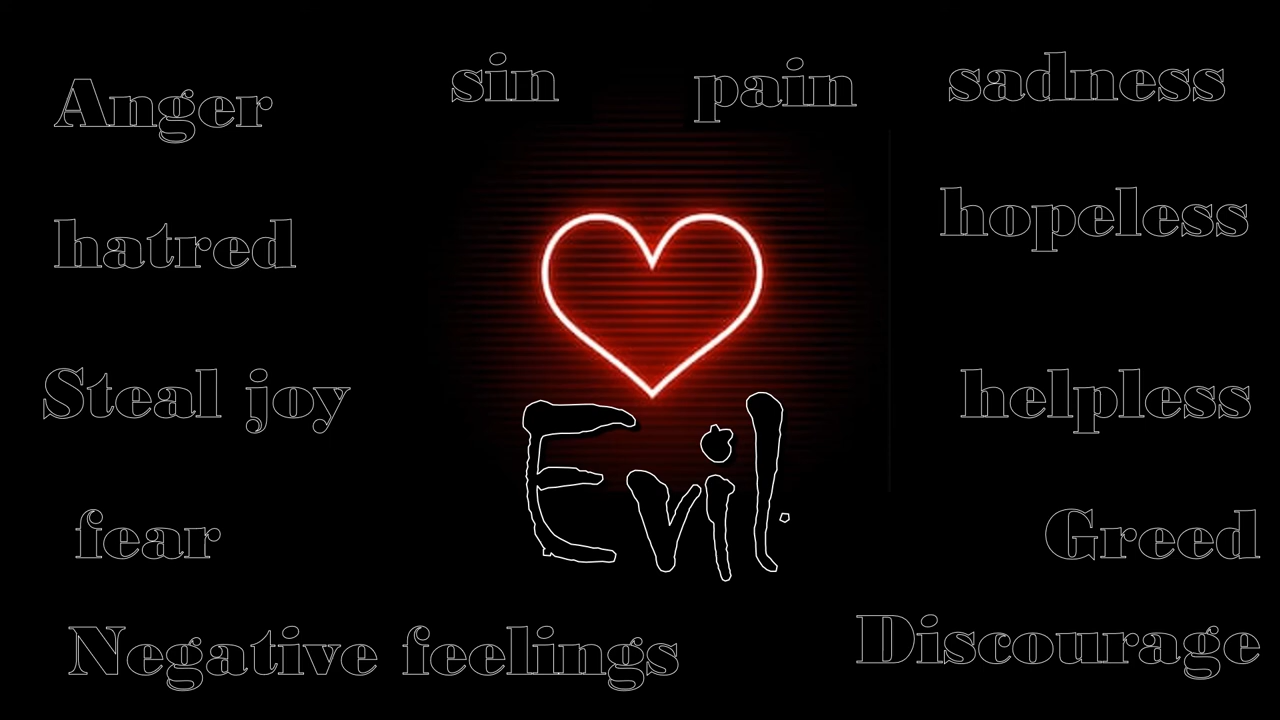 Anger
sin
pain
sadness
hatred
hopeless
Steal joy
helpless
Evil
fear
Greed
Negative feelings
Discourage